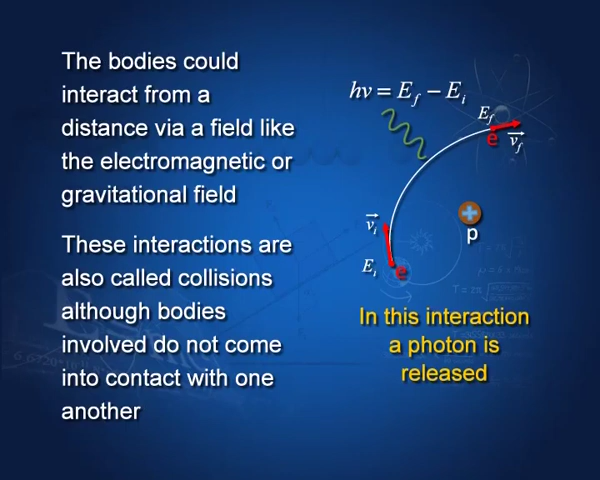 The bodies could
interact from a
distance via a field like
the electromagnetic or
gravitational field
These interactions are
also called collisions
although bodies
involved do not come
into contact with one
another
hν = E_f − E_i
E_f
e
v_f
v_i
p
E_i
e
In this interaction
a photon is
released